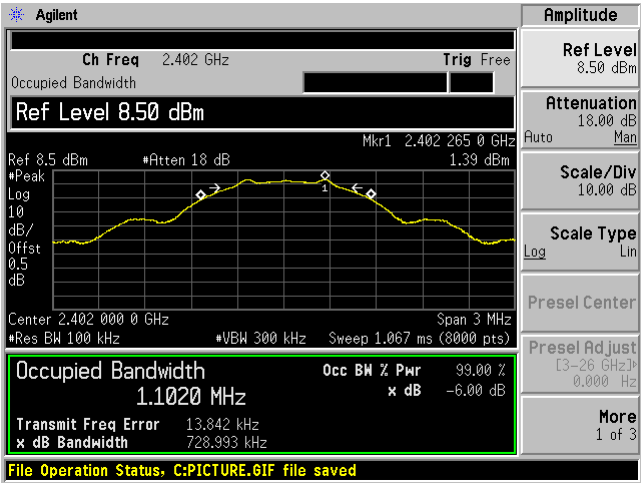 Agilent
Ch Freq 2.402 GHz Trig Free
Occupied Bandwidth
Ref Level 8.50 dBm
Mkr1 2.402 265 0 GHz
Ref 8.5 dBm #Atten 18 dB 1.39 dBm
#Peak
Log
10
dB/
Offst
0.5
dB
1
Center 2.402 000 0 GHz Span 3 MHz
#Res BW 100 kHz #VBW 300 kHz Sweep 1.067 ms (8000 pts)
Occupied Bandwidth Occ BW % Pwr 99.00 %
1.1020 MHz x dB -6.00 dB
Transmit Freq Error 13.842 kHz
x dB Bandwidth 728.993 kHz
File Operation Status, C:PICTURE.GIF file saved
Amplitude
Ref Level
8.50 dBm
Attenuation
18.00 dB
Auto Man
Scale/Div
10.00 dB
Scale Type
Log Lin
Presel Center
Presel Adjust
[3-26 GHz]
0.000 Hz
More
1 of 3